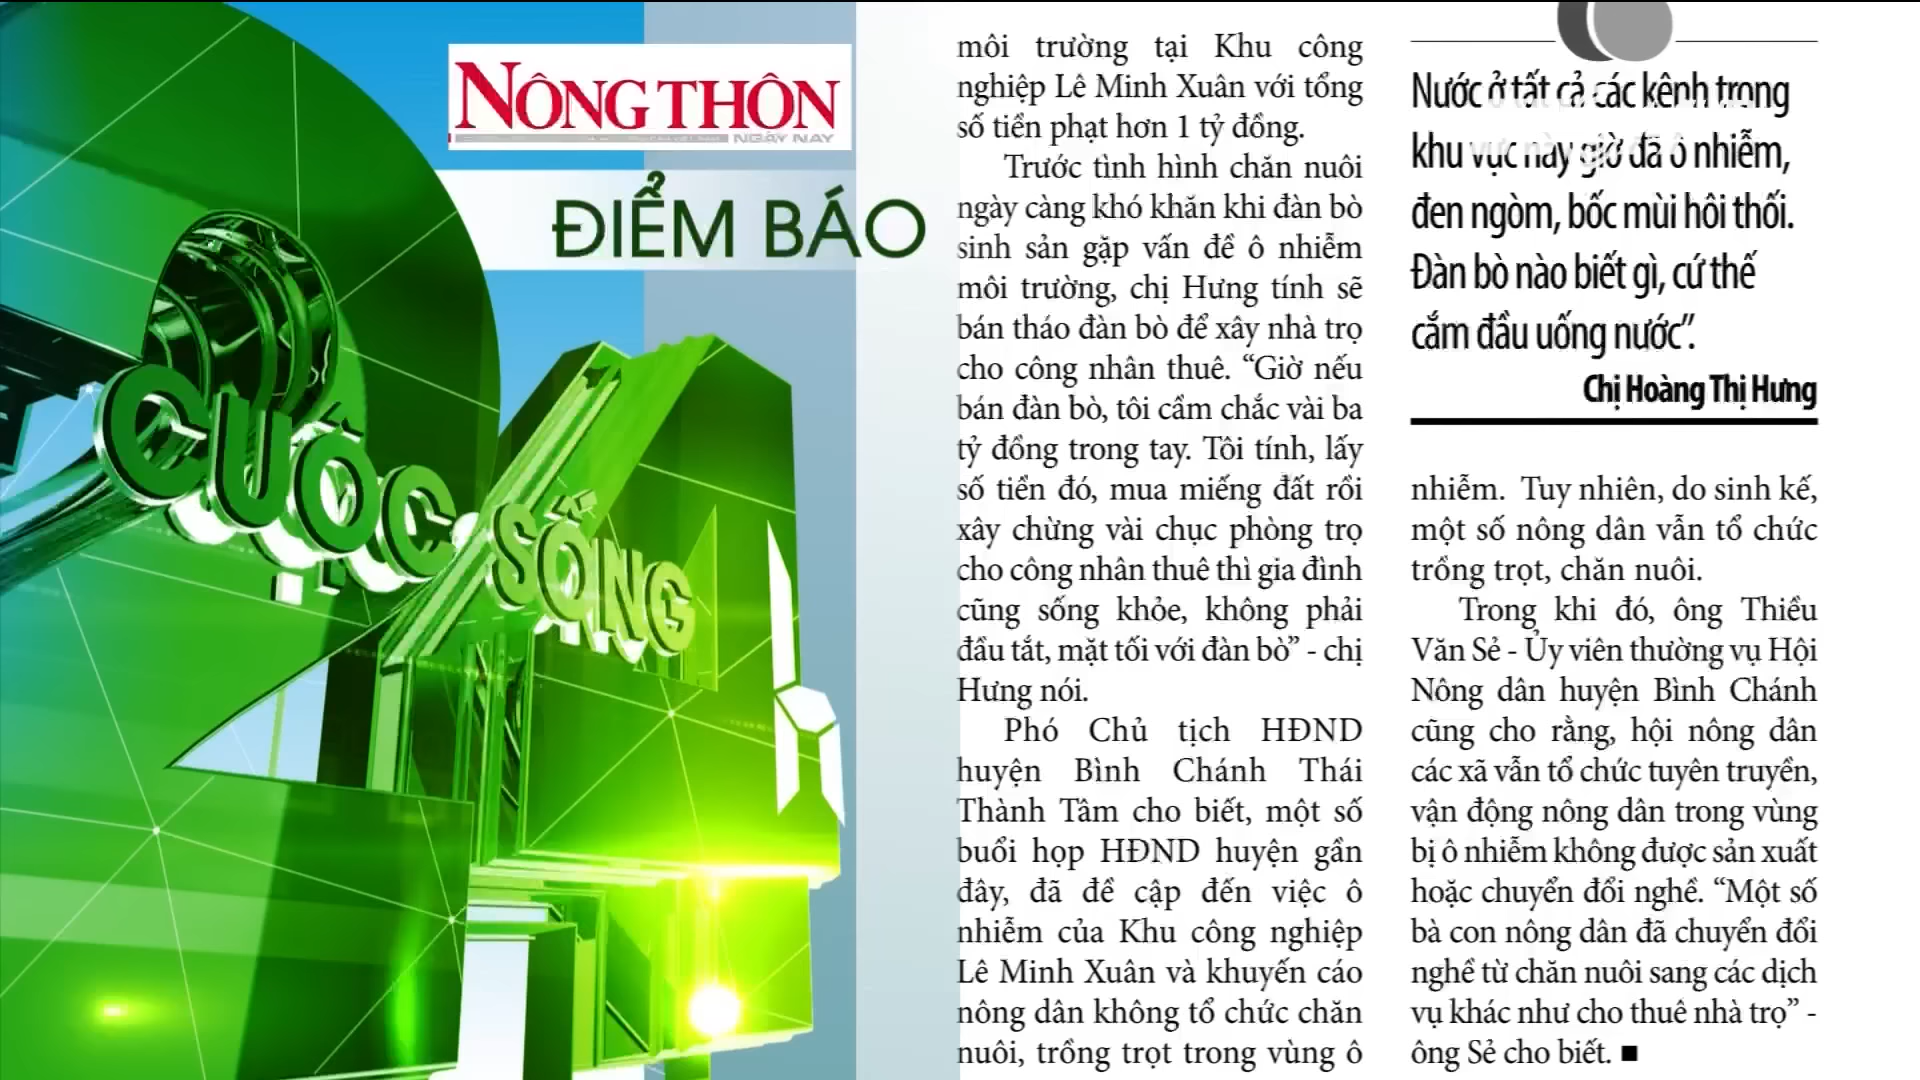 NÔNG THÔN
NGÀY NAY
ĐIỂM BÁO
CUỘC SỐNG
24h
môi trường tại Khu công
nghiệp Lê Minh Xuân với tổng
số tiền phạt hơn 1 tỷ đồng.
Trước tình hình chăn nuôi
ngày càng khó khăn khi đàn bò
sinh sản gặp vấn đề ô nhiễm
môi trường, chị Hưng tính sẽ
bán tháo đàn bò để xây nhà trọ
cho công nhân thuê. “Giờ nếu
bán đàn bò, tôi cầm chắc vài ba
tỷ đồng trong tay. Tôi tính, lấy
số tiền đó, mua miếng đất rồi
xây chừng vài chục phòng trọ
cho công nhân thuê thì gia đình
cũng sống khỏe, không phải
đầu tắt, mặt tối với đàn bò” - chị
Hưng nói.
Phó Chủ tịch HĐND
huyện Bình Chánh Thái
Thành Tâm cho biết, một số
buổi họp HĐND huyện gần
đây, đã đề cập đến việc ô
nhiễm của Khu công nghiệp
Lê Minh Xuân và khuyến cáo
nông dân không tổ chức chăn
nuôi, trồng trọt trong vùng ô
Nước ở tất cả các kênh trong
khu vực này giờ đã ô nhiễm,
đen ngòm, bốc mùi hôi thối.
Đàn bò nào biết gì, cứ thế
cắm đầu uống nước”.
Chị Hoàng Thị Hưng
nhiễm. Tuy nhiên, do sinh kế,
một số nông dân vẫn tổ chức
trồng trọt, chăn nuôi.
Trong khi đó, ông Thiều
Văn Sẻ - Ủy viên thường vụ Hội
Nông dân huyện Bình Chánh
cũng cho rằng, hội nông dân
các xã vẫn tổ chức tuyên truyền,
vận động nông dân trong vùng
bị ô nhiễm không được sản xuất
hoặc chuyển đổi nghề. “Một số
bà con nông dân đã chuyển đổi
nghề từ chăn nuôi sang các dịch
vụ khác như cho thuê nhà trọ” -
ông Sẻ cho biết. ■